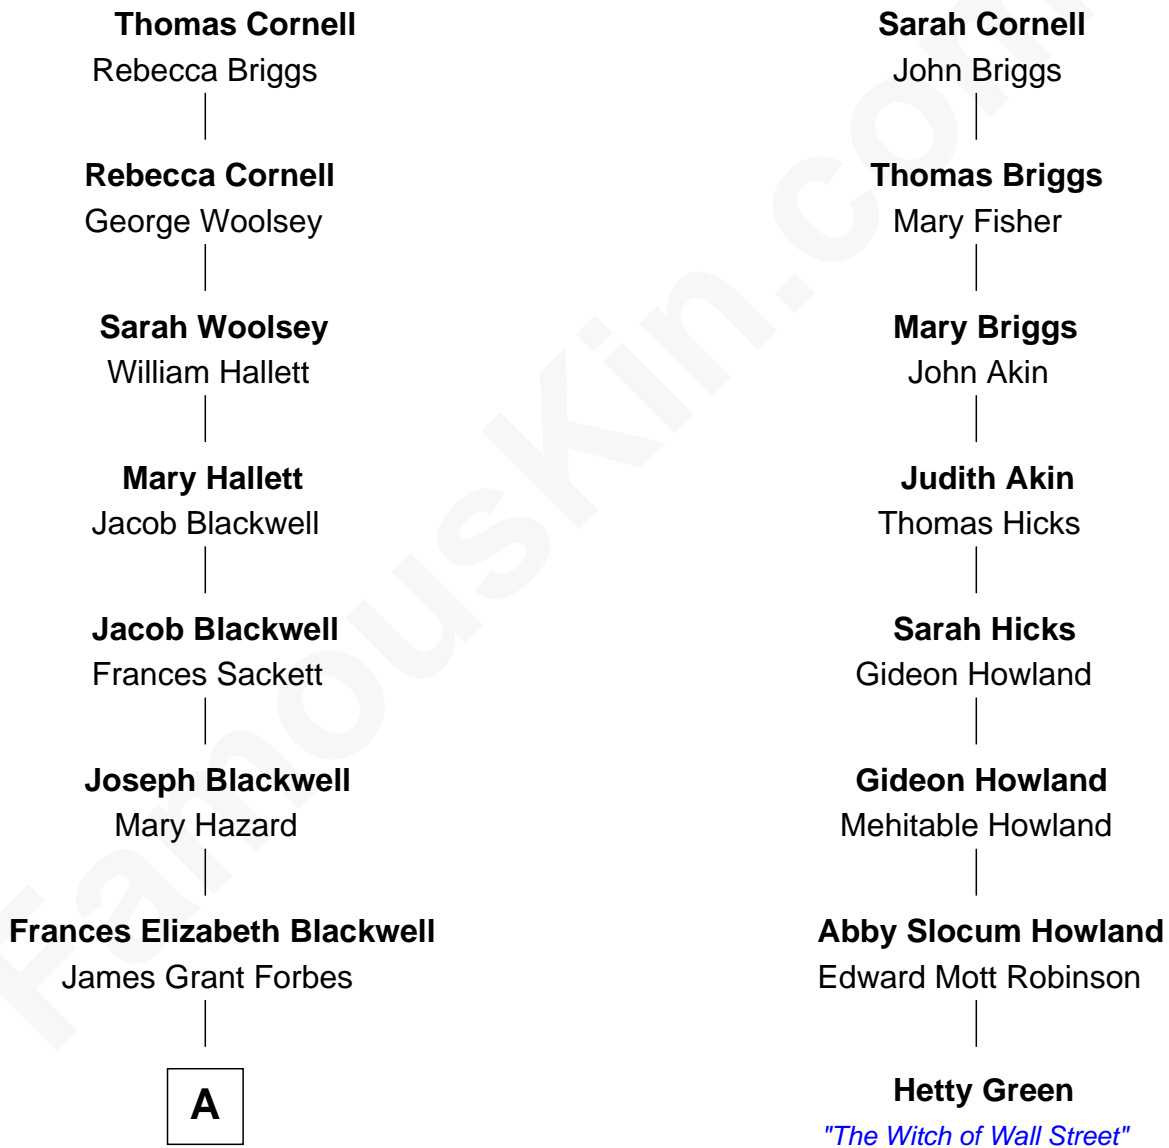 Thomas Cornell
Rebecca Briggs
Rebecca Cornell
George Woolsey
Sarah Woolsey
William Hallett
Mary Hallett
Jacob Blackwell
Jacob Blackwell
Frances Sackett
Joseph Blackwell
Mary Hazard
Frances Elizabeth Blackwell
James Grant Forbes
A
Sarah Cornell
John Briggs
Thomas Briggs
Mary Fisher
Mary Briggs
John Akin
Judith Akin
Thomas Hicks
Sarah Hicks
Gideon Howland
Gideon Howland
Mehitable Howland
Abby Slocum Howland
Edward Mott Robinson
Hetty Green
"The Witch of Wall Street"
FamousKin.com